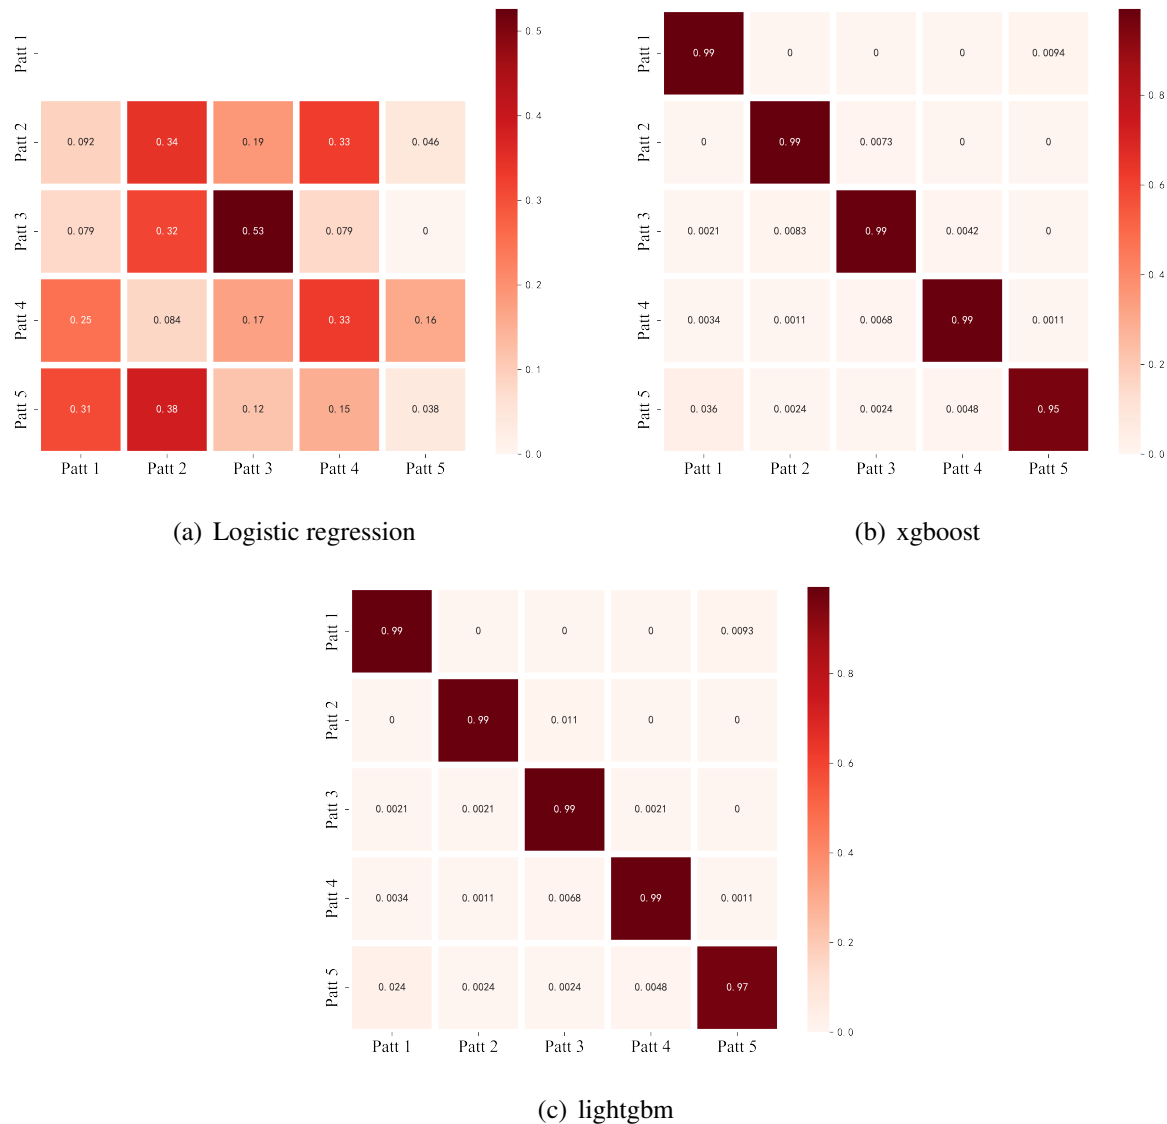 Patt 1
Patt 2 0.092 0.34 0.19 0.33 0.046
Patt 3 0.079 0.32 0.53 0.079 0
Patt 4 0.25 0.084 0.17 0.33 0.16
Patt 5 0.31 0.38 0.12 0.15 0.038
Patt 1 Patt 2 Patt 3 Patt 4 Patt 5
0.5
0.4
0.3
0.2
0.1
0.0
(a) Logistic regression
Patt 1 0.99 0 0 0 0.0094
Patt 2 0 0.99 0.0073 0 0
Patt 3 0.0021 0.0083 0.99 0.0042 0
Patt 4 0.0034 0.0011 0.0068 0.99 0.0011
Patt 5 0.036 0.0024 0.0024 0.0048 0.95
Patt 1 Patt 2 Patt 3 Patt 4 Patt 5
0.8
0.6
0.4
0.2
0.0
(b) xgboost
Patt 1 0.99 0 0 0 0.0093
Patt 2 0 0.99 0.011 0 0
Patt 3 0.0021 0.0021 0.99 0.0021 0
Patt 4 0.0034 0.0011 0.0068 0.99 0.0011
Patt 5 0.024 0.0024 0.0024 0.0048 0.97
Patt 1 Patt 2 Patt 3 Patt 4 Patt 5
0.8
0.6
0.4
0.2
0.0
(c) lightgbm